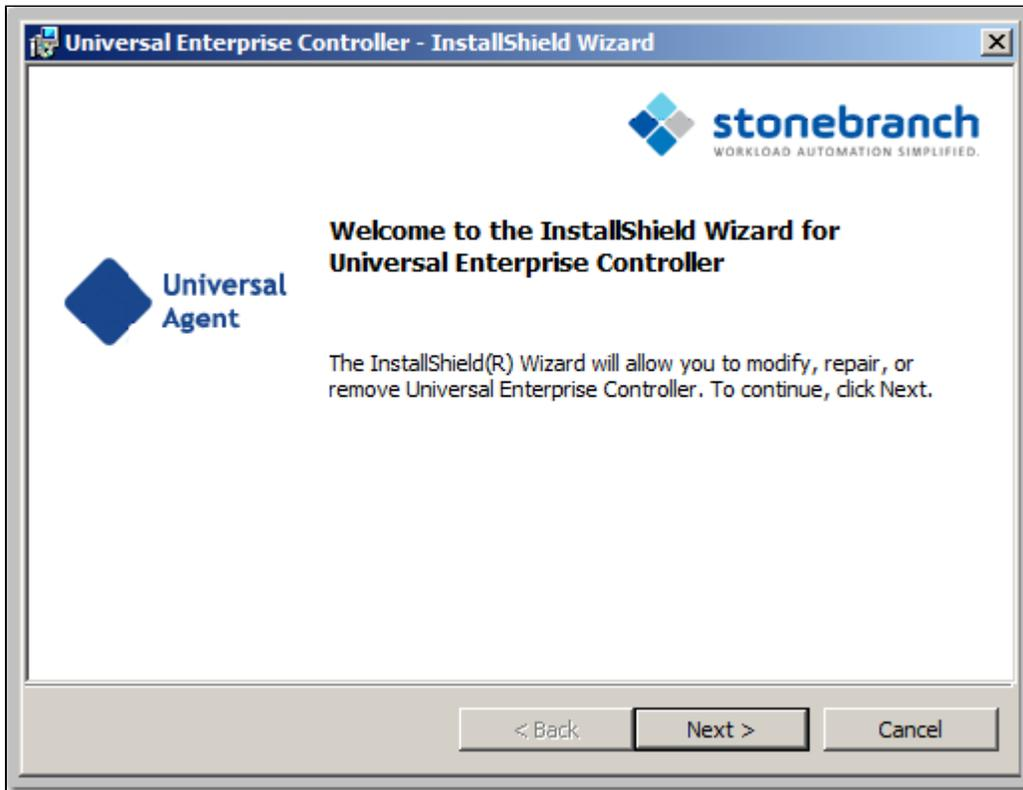 Universal Enterprise Controller - InstallShield Wizard
stonebranch
WORKLOAD AUTOMATION SIMPLIFIED.
Welcome to the InstallShield Wizard for
Universal Enterprise Controller
Universal
Agent
The InstallShield(R) Wizard will allow you to modify, repair, or
remove Universal Enterprise Controller. To continue, click Next.
< Back
Next >
Cancel